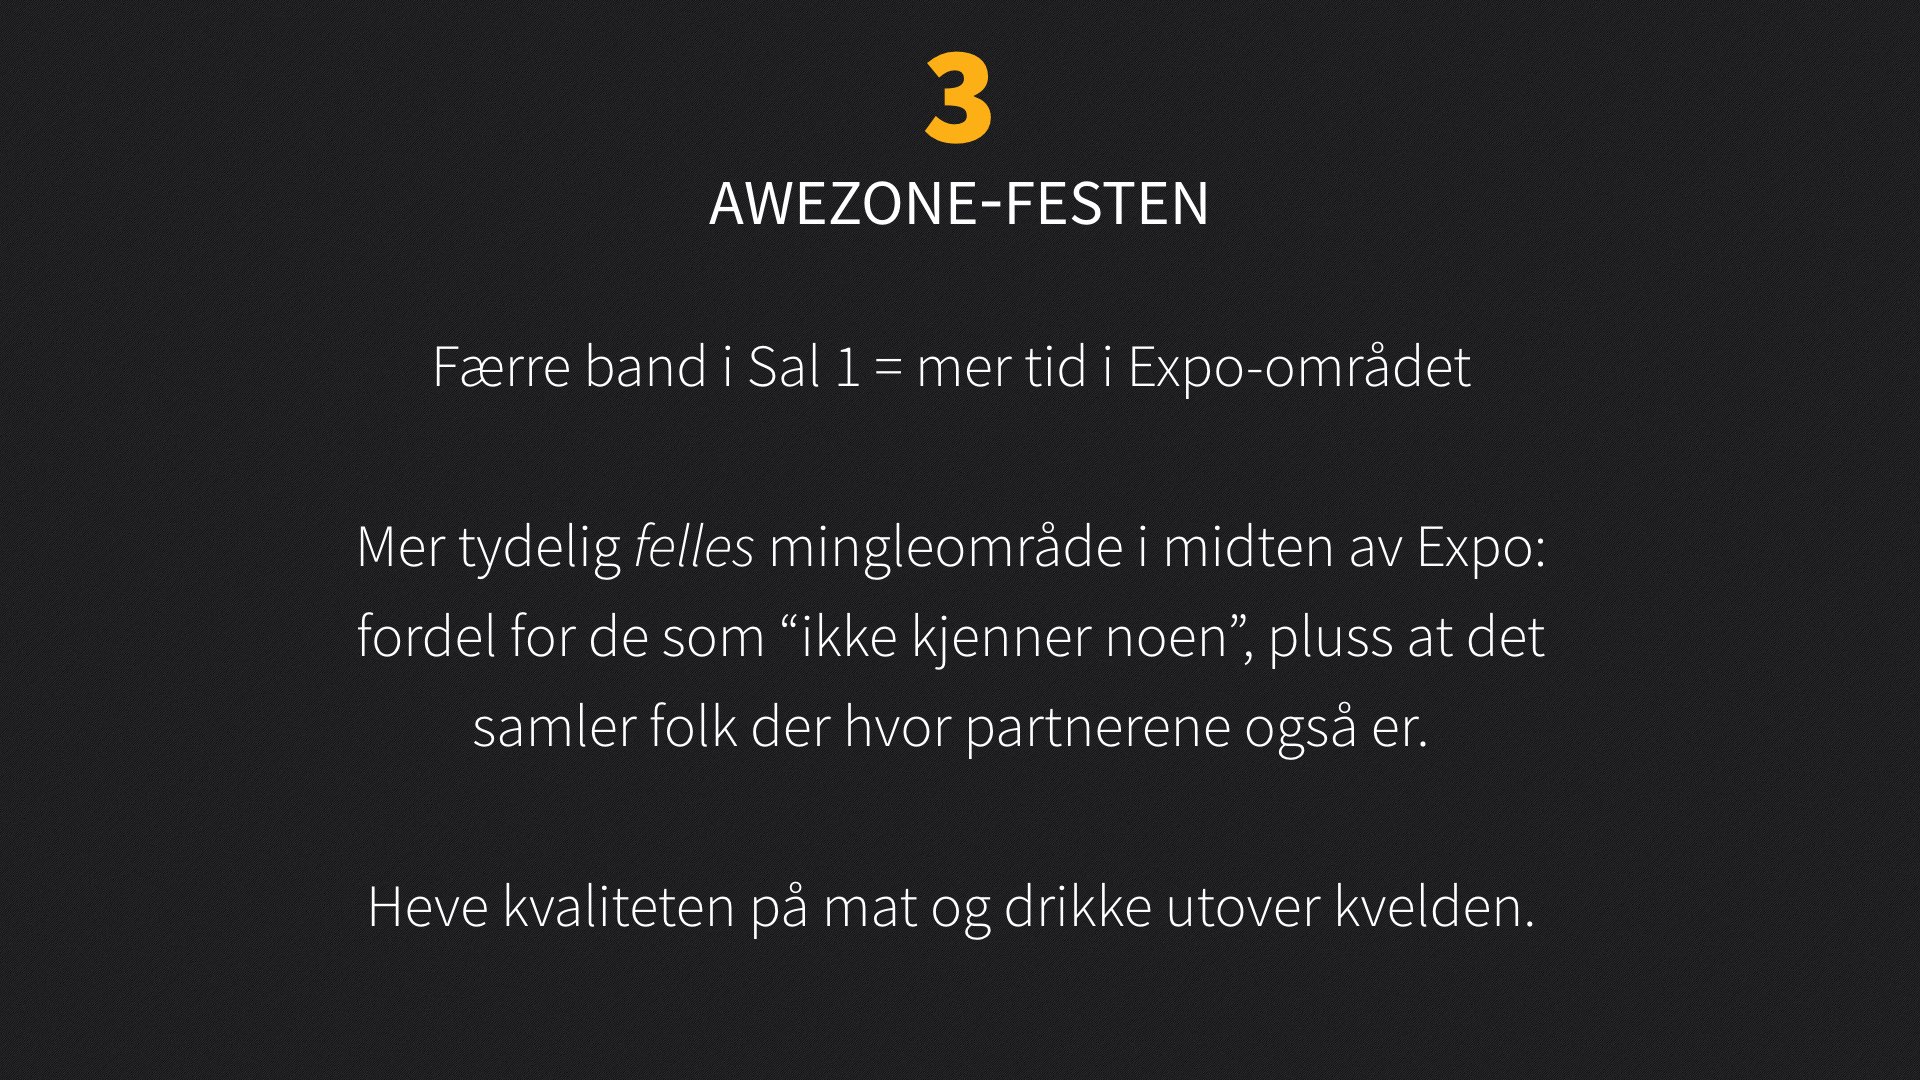 3
AWEZONE-FESTEN
Færre band i Sal 1 = mer tid i Expo-området
Mer tydelig felles mingleområde i midten av Expo:
fordel for de som “ikke kjenner noen”, pluss at det
samler folk der hvor partnerene også er.
Heve kvaliteten på mat og drikke utover kvelden.